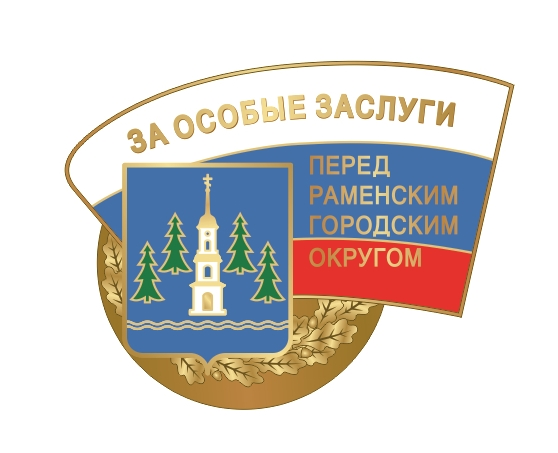 ЗА ОСОБЫЕ ЗАСЛУГИ
ПЕРЕД
РАМЕНСКИМ
ГОРОДСКИМ
ОКРУГОМ